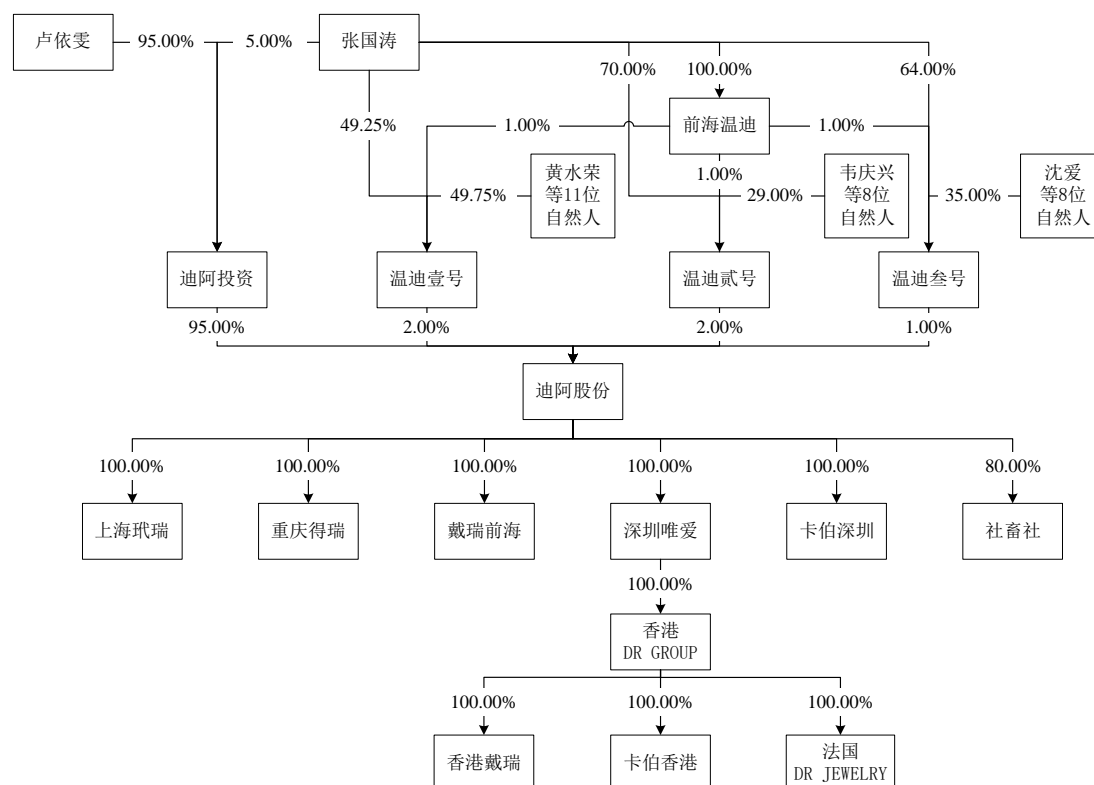 卢依雯
95.00%
5.00%
张国涛
70.00%
100.00%
64.00%
49.25%
1.00%
前海温迪
1.00%
1.00%
黄水荣
等11位
自然人
49.75%
韦庆兴
等8位
自然人
29.00%
沈爱
等8位
自然人
35.00%
迪阿投资
温迪壹号
温迪贰号
温迪叁号
95.00%
2.00%
2.00%
1.00%
迪阿股份
100.00%
100.00%
100.00%
100.00%
100.00%
80.00%
上海玳瑞
重庆得瑞
戴瑞前海
深圳唯爱
卡伯深圳
社畜社
100.00%
香港
DR GROUP
100.00%
100.00%
100.00%
香港戴瑞
卡伯香港
法国
DR JEWELRY